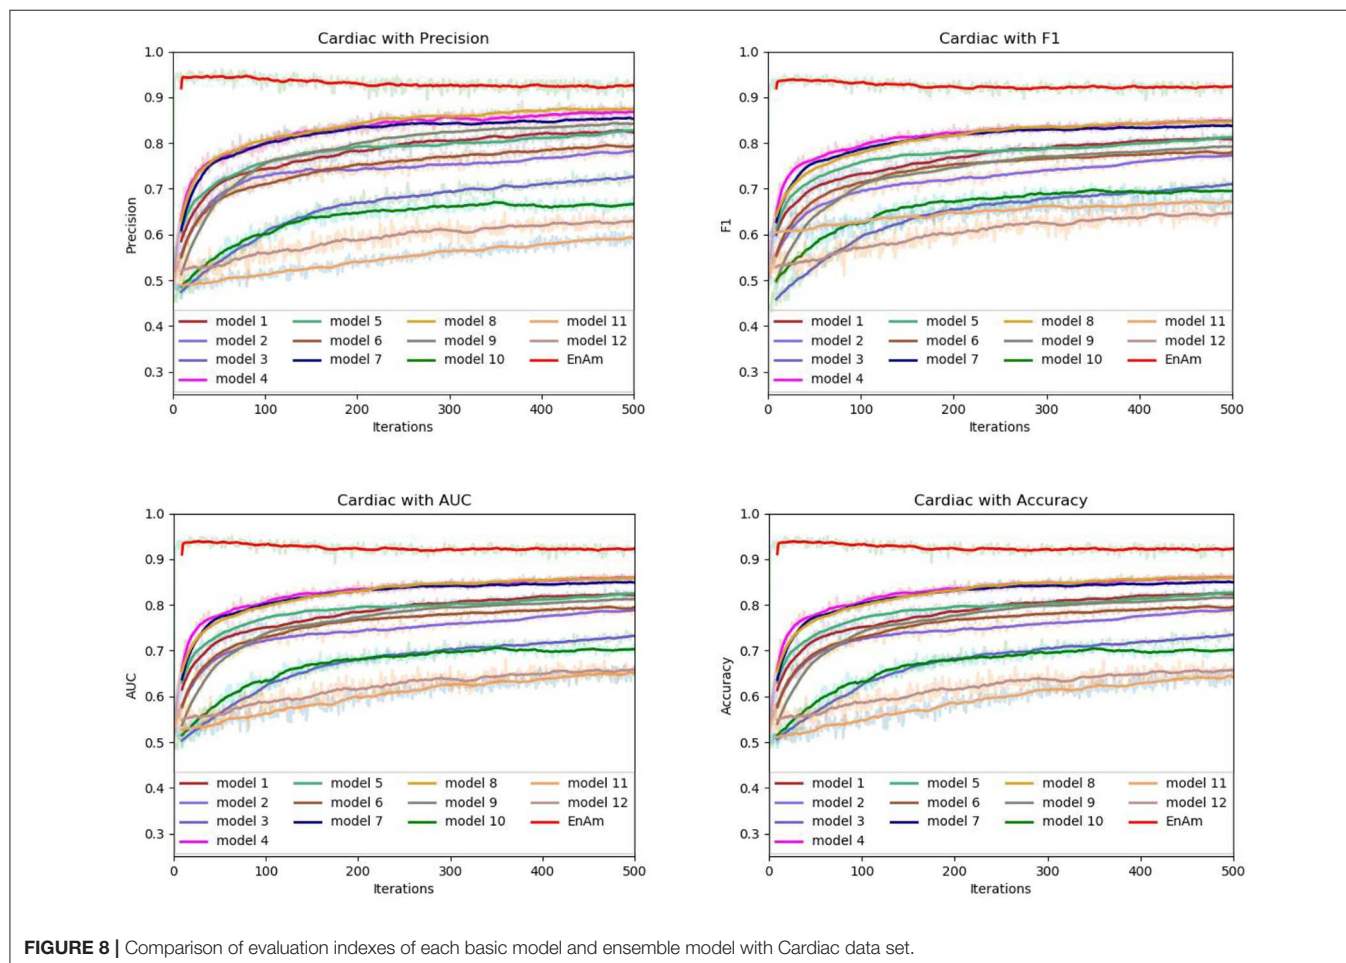 Cardiac with Precision
1.0
0.9
0.8
0.7
0.6
0.5
0.4
0.3
Precision
model 1
model 2
model 3
model 4
model 5
model 6
model 7
model 8
model 9
model 10
model 11
model 12
EnAm
0 100 200 300 400 500
Iterations
Cardiac with F1
1.0
0.9
0.8
0.7
0.6
0.5
0.4
0.3
F1
model 1
model 2
model 3
model 4
model 5
model 6
model 7
model 8
model 9
model 10
model 11
model 12
EnAm
0 100 200 300 400 500
Iterations
Cardiac with AUC
1.0
0.9
0.8
0.7
0.6
0.5
0.4
0.3
AUC
model 1
model 2
model 3
model 4
model 5
model 6
model 7
model 8
model 9
model 10
model 11
model 12
EnAm
0 100 200 300 400 500
Iterations
Cardiac with Accuracy
1.0
0.9
0.8
0.7
0.6
0.5
0.4
0.3
Accuracy
model 1
model 2
model 3
model 4
model 5
model 6
model 7
model 8
model 9
model 10
model 11
model 12
EnAm
0 100 200 300 400 500
Iterations
FIGURE 8 | Comparison of evaluation indexes of each basic model and ensemble model with Cardiac data set.